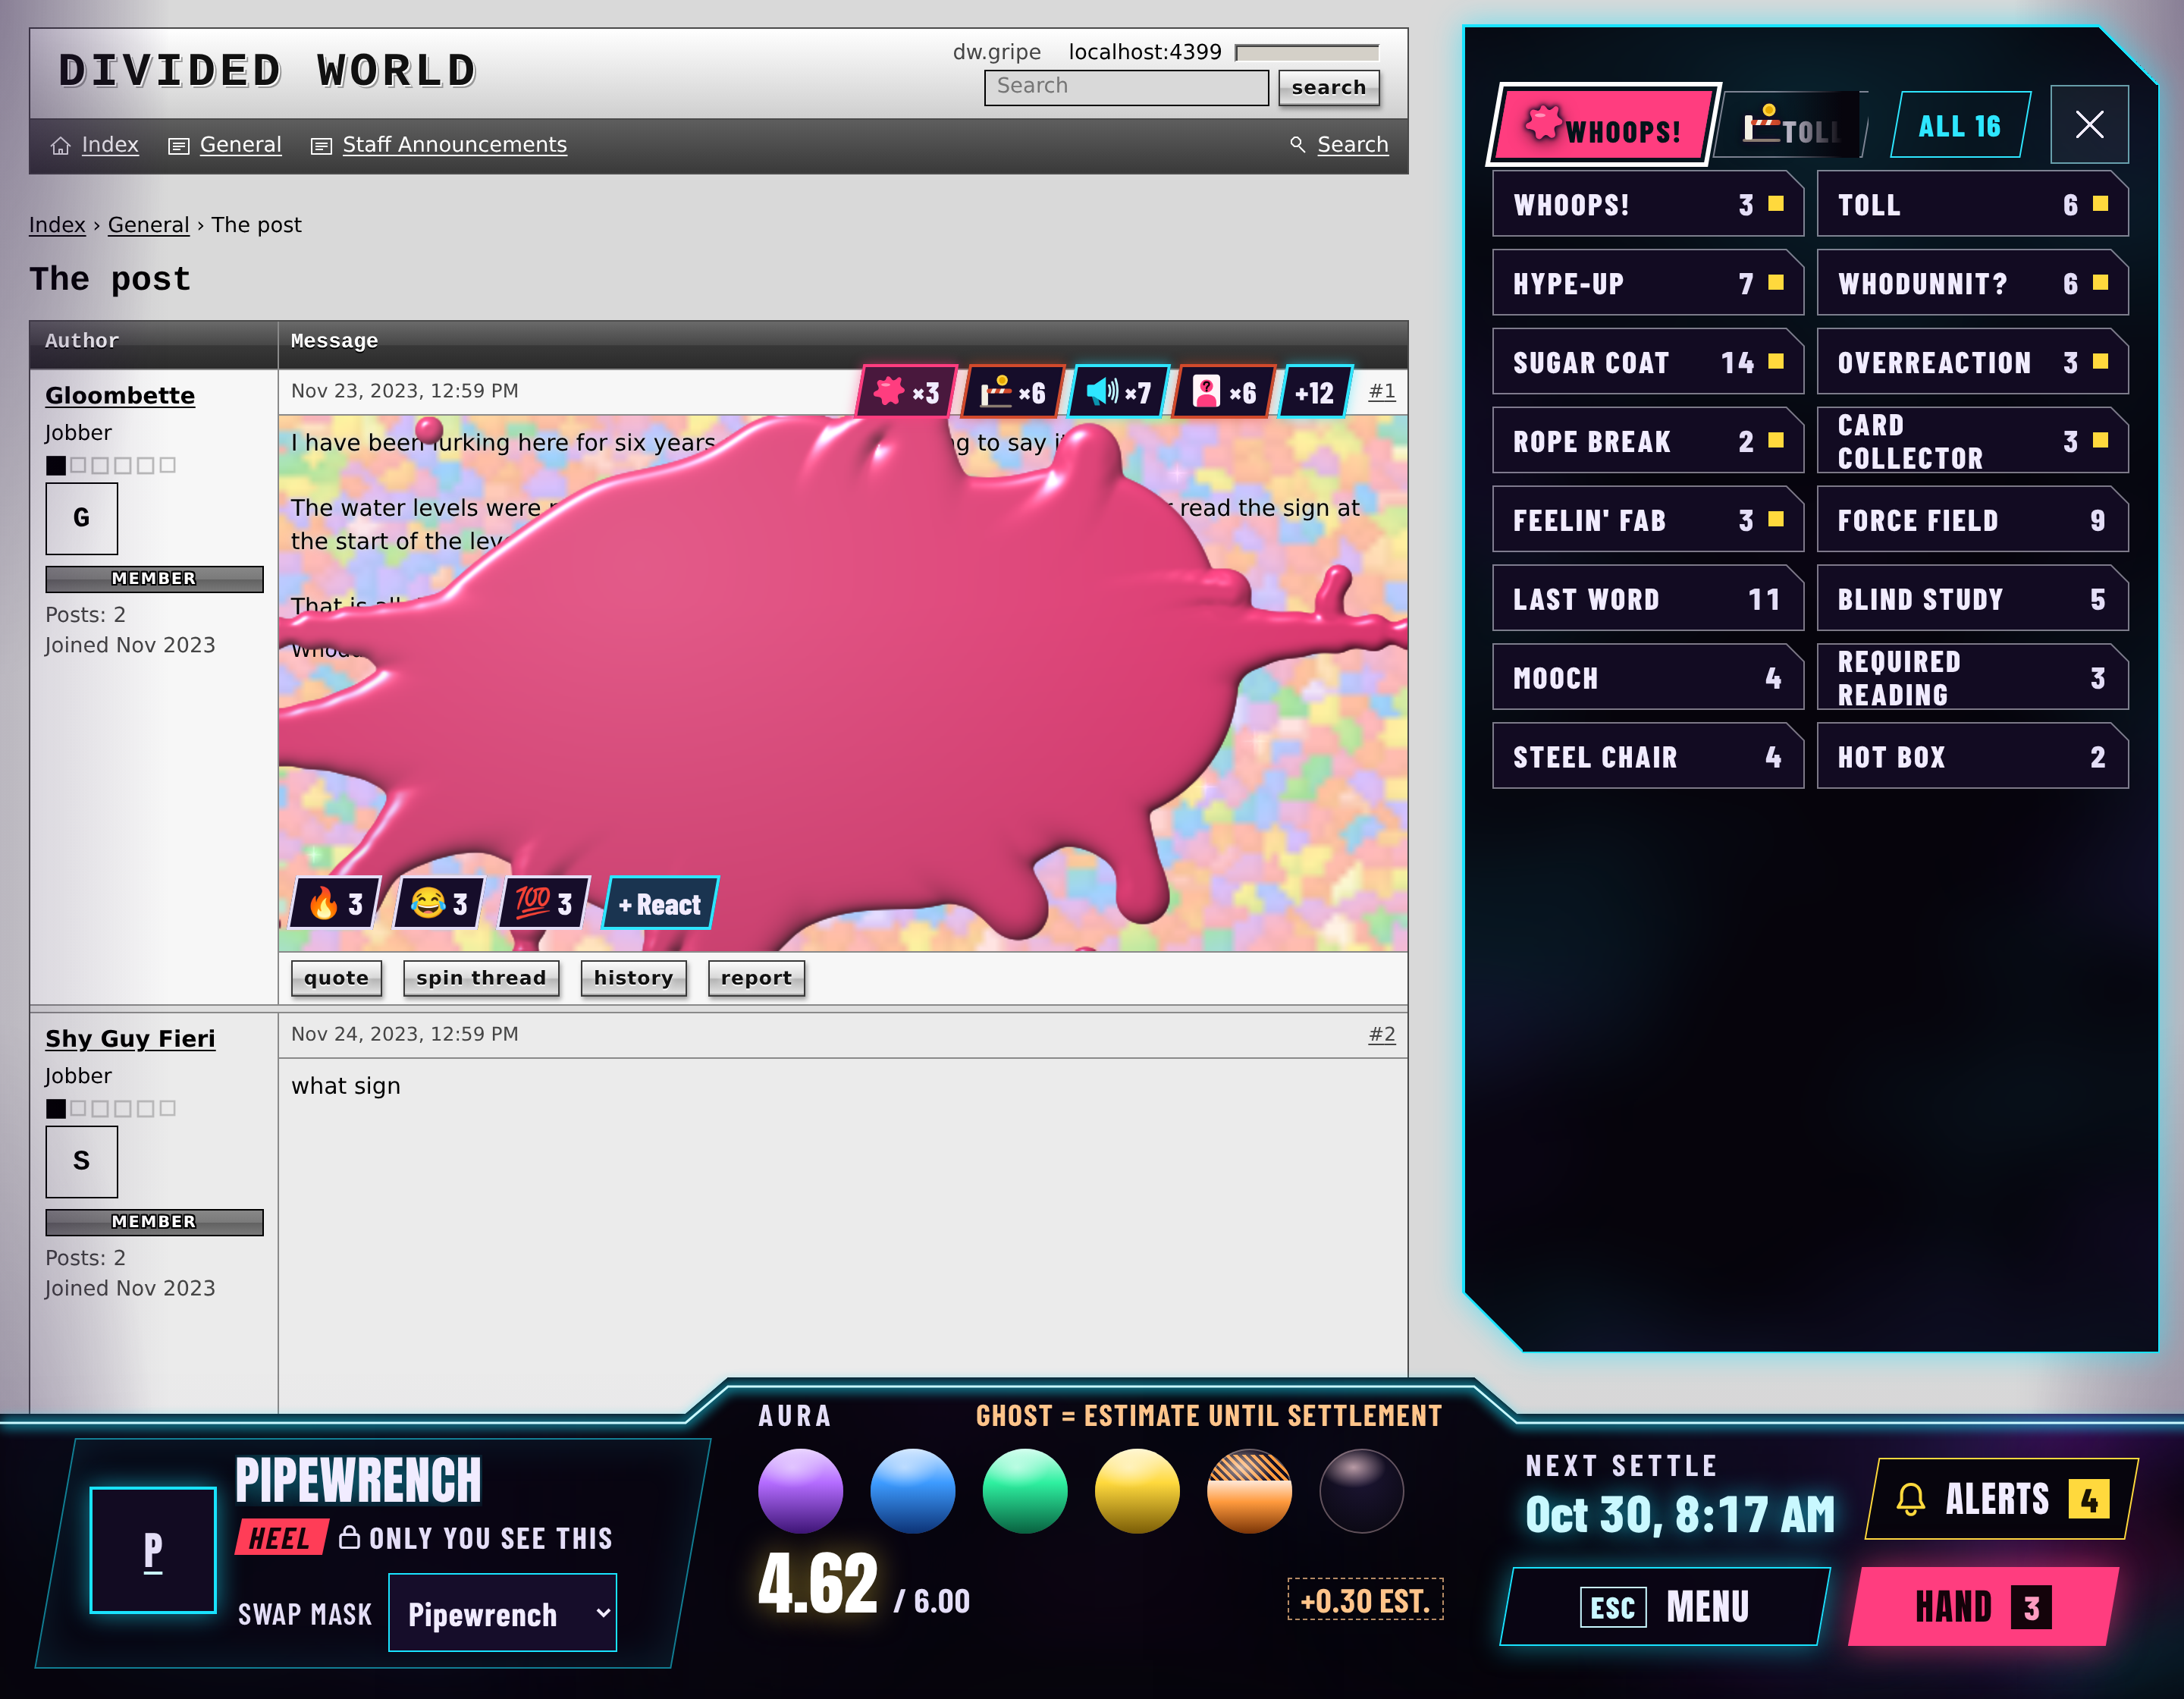 DIVIDED WORLD
dw.gripe localhost:4399
Search search
Index General Staff Announcements Search
Index › General › The post
The post
Author Message
Gloombette
Jobber
G
MEMBER
Posts: 2
Joined Nov 2023
Nov 23, 2023, 12:59 PM ×3 ×6 ×7 ×6 +12 #1
I have been lurking here for six years to say
The water levels were read the sign at
the start of the
That is
🔥 3 😂 3 💯 3 + React
quote spin thread history report
Shy Guy Fieri
Jobber
S
MEMBER
Posts: 2
Joined Nov 2023
Nov 24, 2023, 12:59 PM #2
what sign
WHOOPS! TOLL ALL 16
WHOOPS! 3 TOLL 6
HYPE-UP 7 WHODUNNIT? 6
SUGAR COAT 14 OVERREACTION 3
ROPE BREAK 2 CARD COLLECTOR 3
FEELIN' FAB 3 FORCE FIELD 9
LAST WORD 11 BLIND STUDY 5
MOOCH 4 REQUIRED READING 3
STEEL CHAIR 4 HOT BOX 2
P
PIPEWRENCH
HEEL ONLY YOU SEE THIS
SWAP MASK Pipewrench
AURA GHOST = ESTIMATE UNTIL SETTLEMENT
4.62 / 6.00 +0.30 EST.
NEXT SETTLE
Oct 30, 8:17 AM
ALERTS 4
ESC MENU
HAND 3